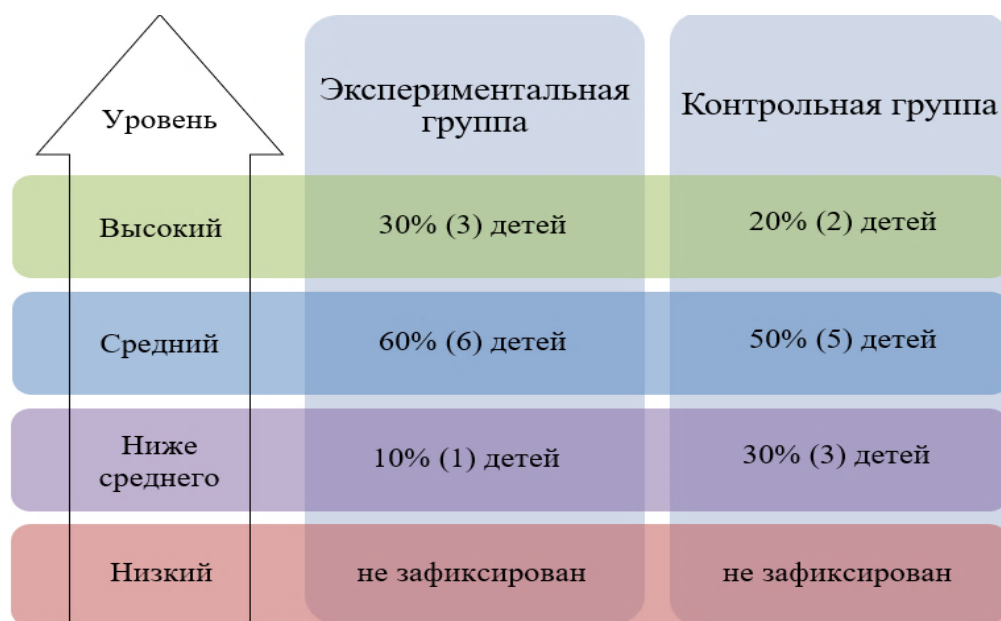 Уровень
Экспериментальная
группа
Контрольная группа
Высокий
30% (3) детей
20% (2) детей
Средний
60% (6) детей
50% (5) детей
Ниже
среднего
10% (1) детей
30% (3) детей
Низкий
не зафиксирован
не зафиксирован